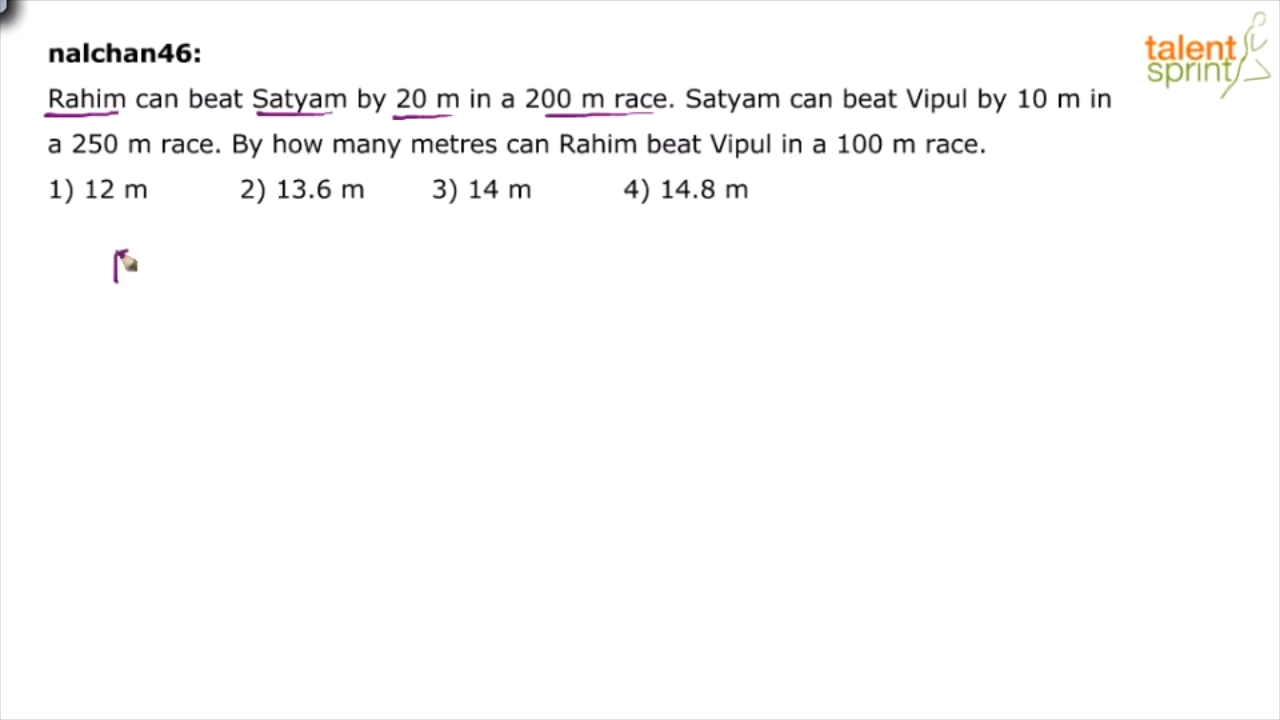 talent
sprint
nalchan46:
Rahim can beat Satyam by 20 m in a 200 m race. Satyam can beat Vipul by 10 m in
a 250 m race. By how many metres can Rahim beat Vipul in a 100 m race.
1) 12 m 2) 13.6 m 3) 14 m 4) 14.8 m